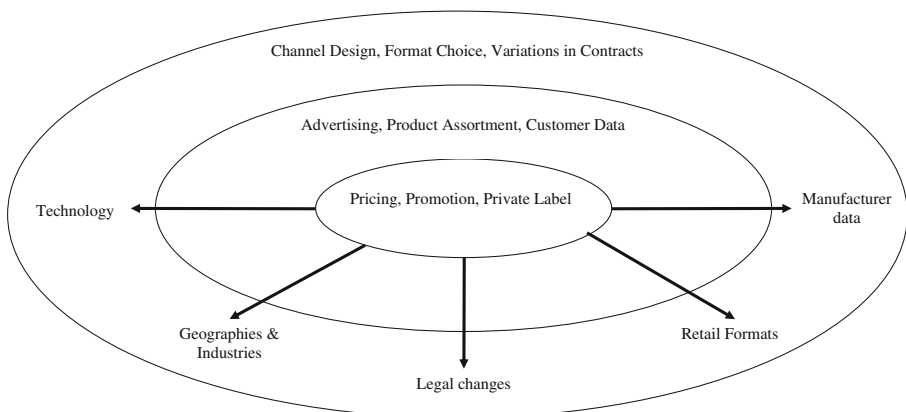 Channel Design, Format Choice, Variations in Contracts
Advertising, Product Assortment, Customer Data
Pricing, Promotion, Private Label
Technology
Manufacturer
data
Geographies &
Industries
Retail Formats
Legal changes